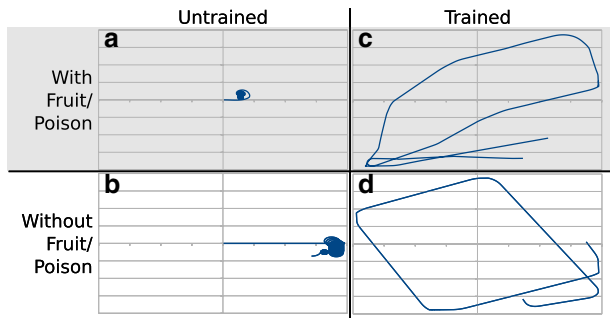 Untrained Trained
a c
With
Fruit/
Poison
b d
Without
Fruit/
Poison